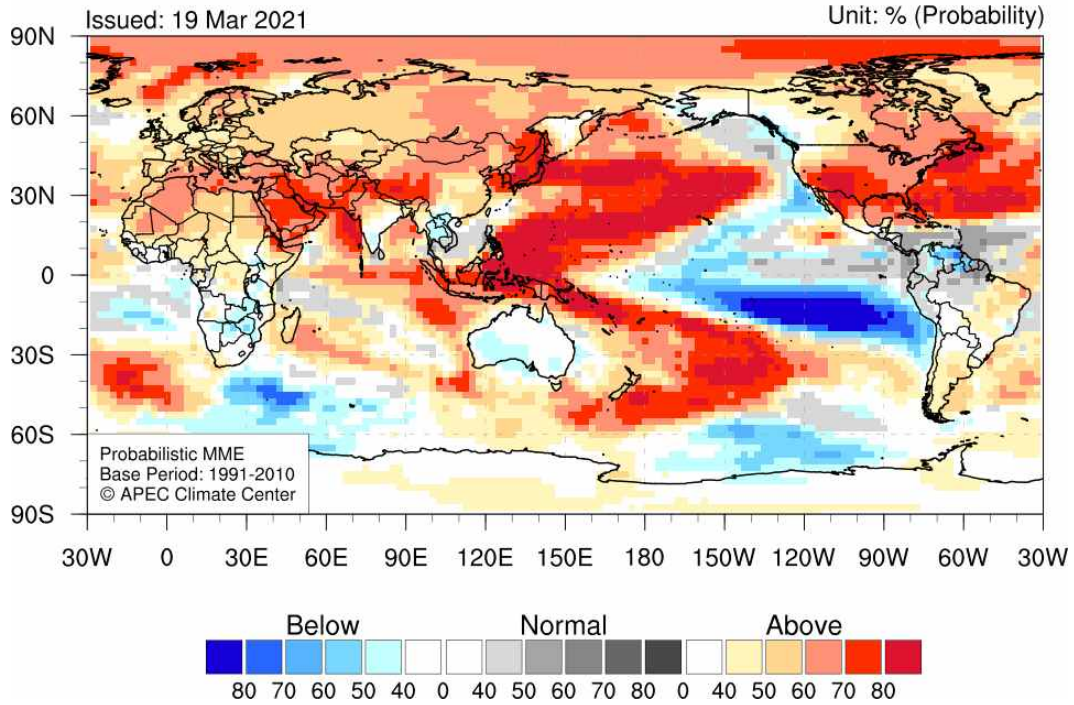 Issued: 19 Mar 2021 Unit: % (Probability)
90N
60N
30N
0
30S
60S
90S
Probabilistic MME
Base Period: 1991-2010
© APEC Climate Center
30W 0 30E 60E 90E 120E 150E 180 150W 120W 90W 60W 30W
Below Normal Above
80 70 60 50 40 0 40 50 60 70 80 0 40 50 60 70 80